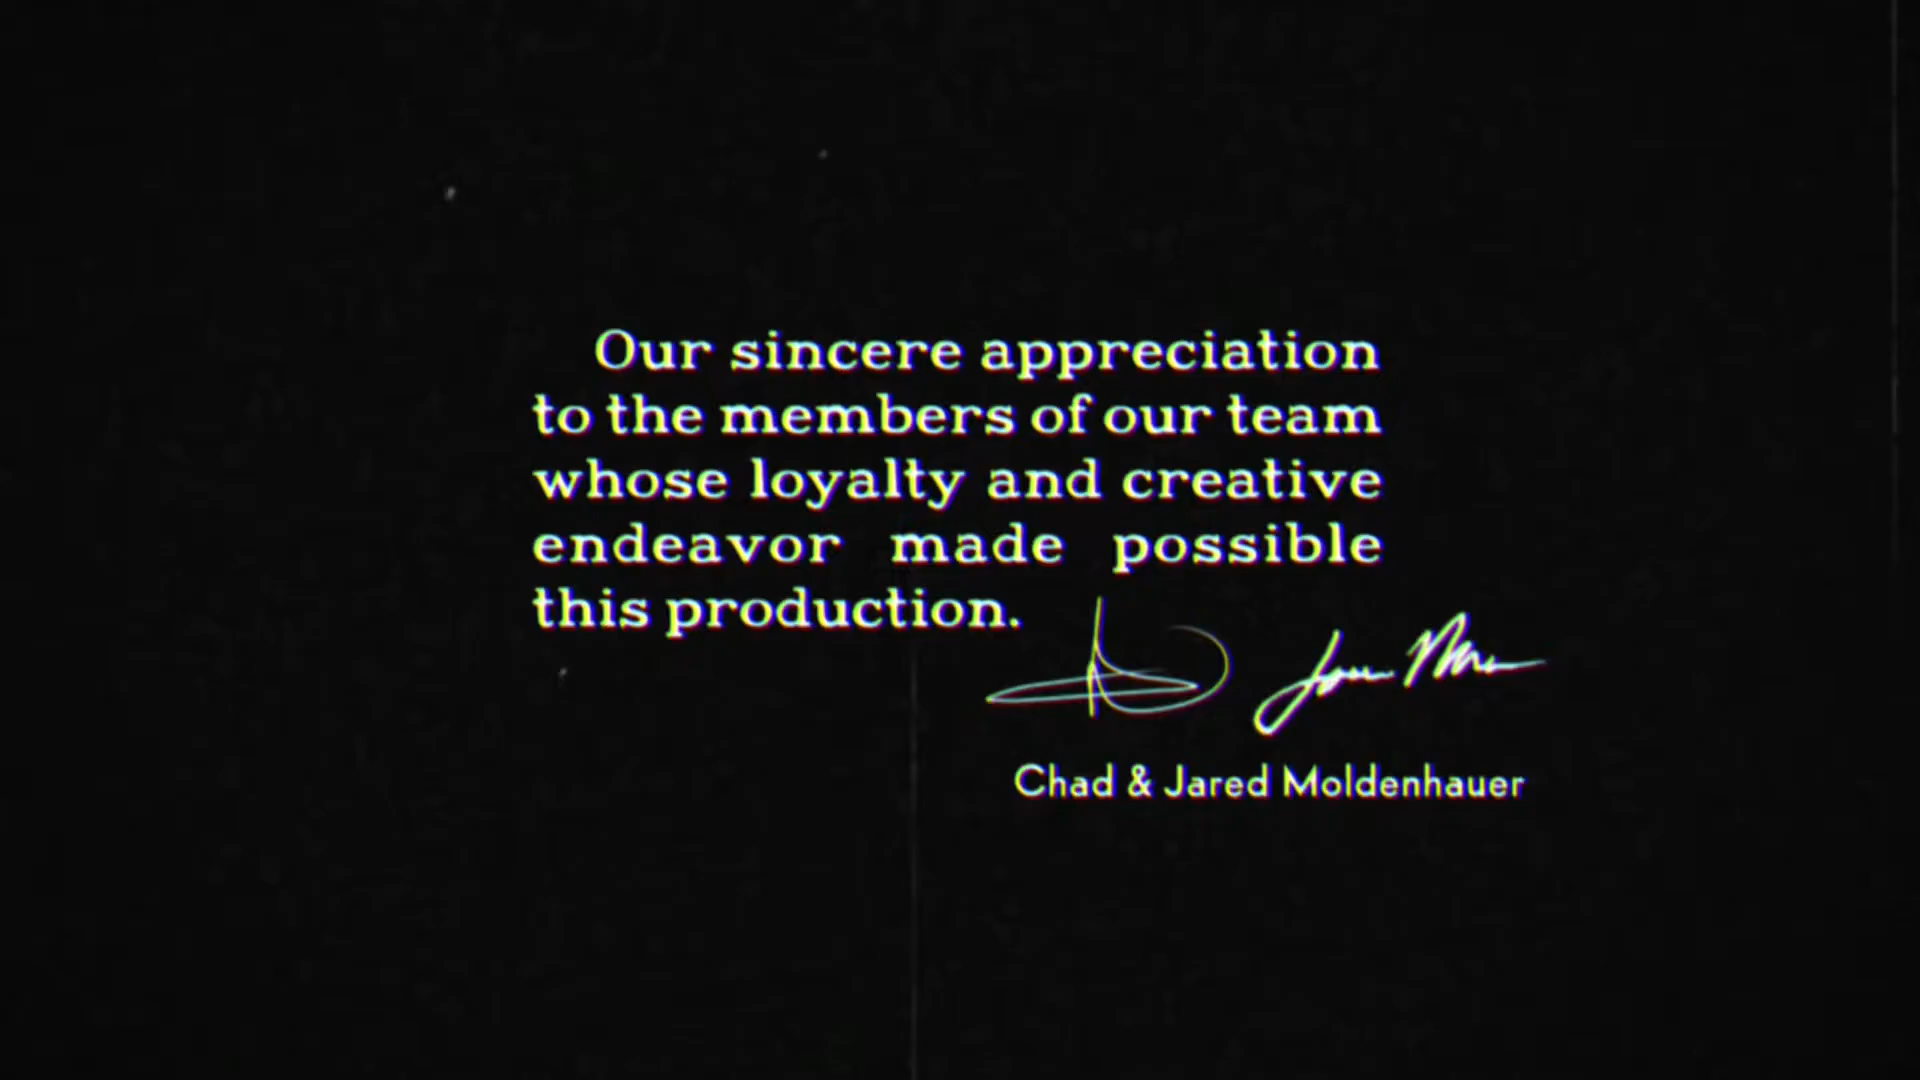 Our sincere appreciation
to the members of our team
whose loyalty and creative
endeavor made possible
this production.
Chad & Jared Moldenhauer